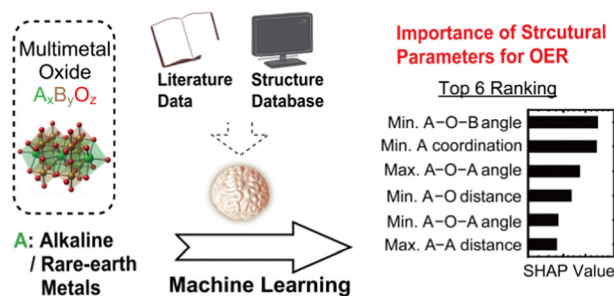 Multimetal
Oxide
AₓBᵧO_z
A: Alkaline
/ Rare-earth
Metals
Literature
Data
Structure
Database
Machine Learning
Importance of Strcutural
Parameters for OER
Top 6 Ranking
Min. A–O–B angle
Min. A coordination
Max. A–O–A angle
Min. A–O distance
Min. A–O–A angle
Max. A–A distance
SHAP Value